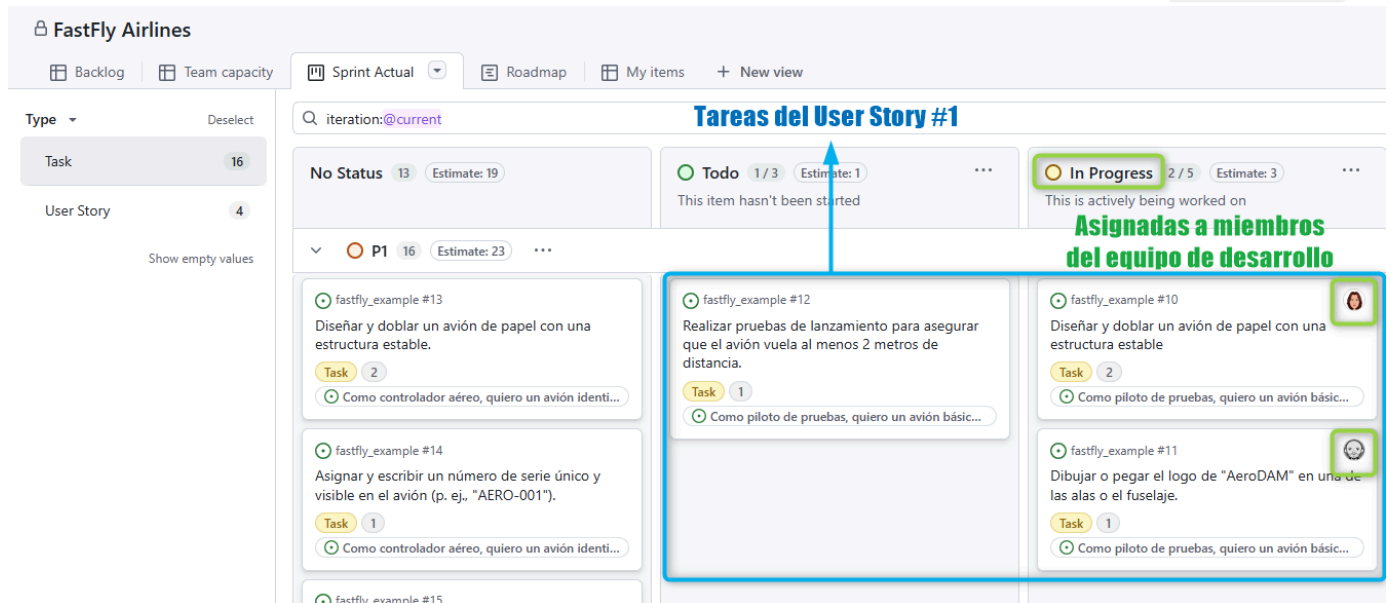 FastFly Airlines
Backlog
Team capacity
Sprint Actual
Roadmap
My items
+ New view
Type
Deselect
Task 16
User Story 4
Show empty values
iteration:@current
Tareas del User Story #1
No Status 13 Estimate: 19
Todo 1 / 3 Estimate: 1 ...
This item hasn't been started
In Progress 2 / 5 Estimate: 3 ...
This is actively being worked on
Asignadas a miembros
del equipo de desarrollo
P1 16 Estimate: 23 ...
fastfly_example #13
Diseñar y doblar un avión de papel con una
estructura estable.
Task 2
Como controlador aéreo, quiero un avión identi...
fastfly_example #14
Asignar y escribir un número de serie único y
visible en el avión (p. ej., "AERO-001").
Task 1
Como controlador aéreo, quiero un avión identi...
fastfly_example #15
fastfly_example #12
Realizar pruebas de lanzamiento para asegurar
que el avión vuela al menos 2 metros de
distancia.
Task 1
Como piloto de pruebas, quiero un avión básic...
fastfly_example #10
Diseñar y doblar un avión de papel con una
estructura estable
Task 2
Como piloto de pruebas, quiero un avión básic...
fastfly_example #11
Dibujar o pegar el logo de "AeroDAM" en una de
las alas o el fuselaje.
Task 1
Como piloto de pruebas, quiero un avión básic...